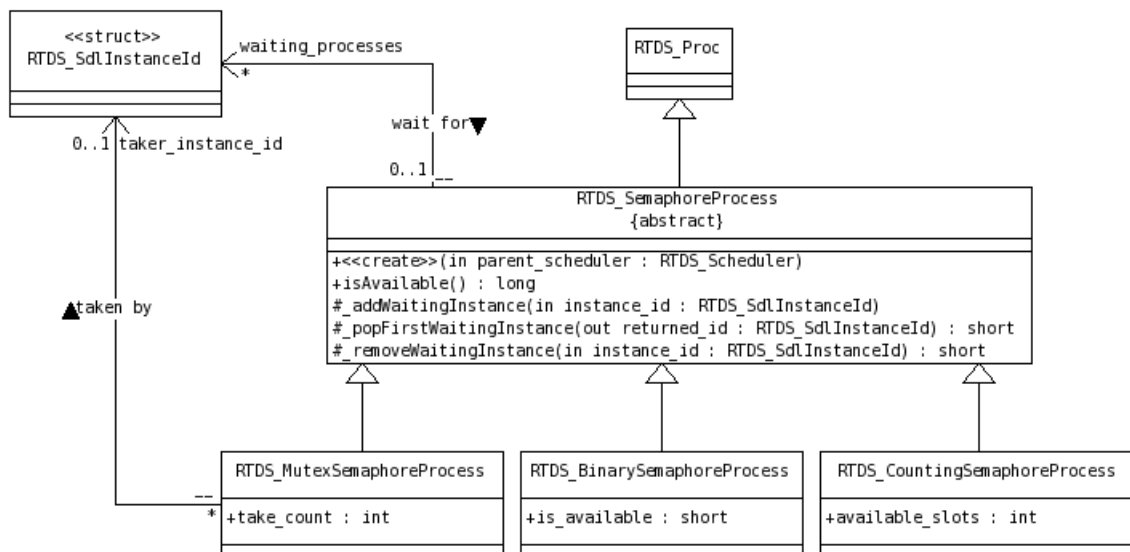 <<struct>>
RTDS_SdlInstanceId
waiting_processes
*
RTDS_Proc
wait for
0..1 __
0..1 taker_instance_id
RTDS_SemaphoreProcess
{abstract}
+<<create>>(in parent_scheduler : RTDS_Scheduler)
+isAvailable() : long
#_addWaitingInstance(in instance_id : RTDS_SdlInstanceId)
#_popFirstWaitingInstance(out returned_id : RTDS_SdlInstanceId) : short
#_removeWaitingInstance(in instance_id : RTDS_SdlInstanceId) : short
taken by
__
*
RTDS_MutexSemaphoreProcess
+take_count : int
RTDS_BinarySemaphoreProcess
+is_available : short
RTDS_CountingSemaphoreProcess
+available_slots : int